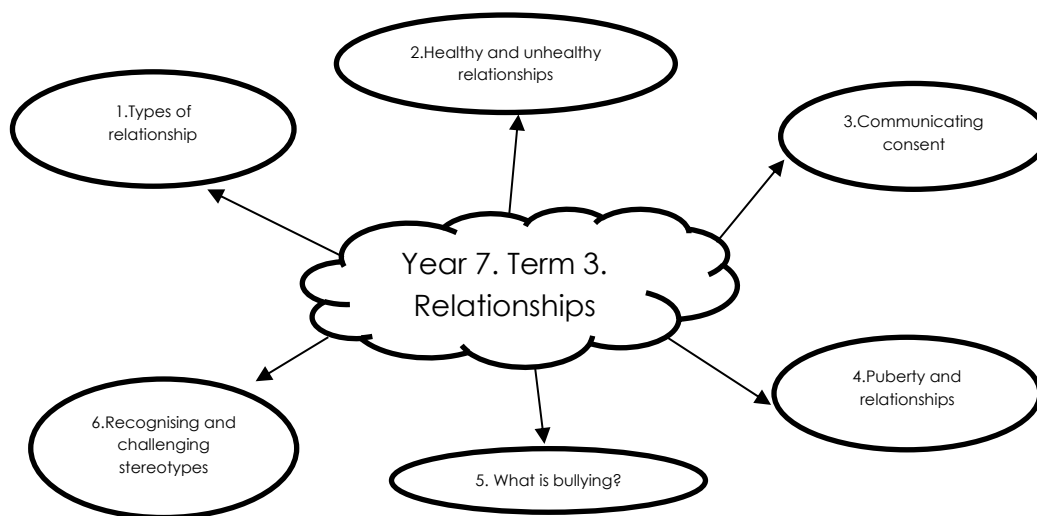 1.Types of
relationship
2.Healthy and unhealthy
relationships
3.Communicating
consent
Year 7. Term 3.
Relationships
4.Puberty and
relationships
5. What is bullying?
6.Recognising and
challenging
stereotypes